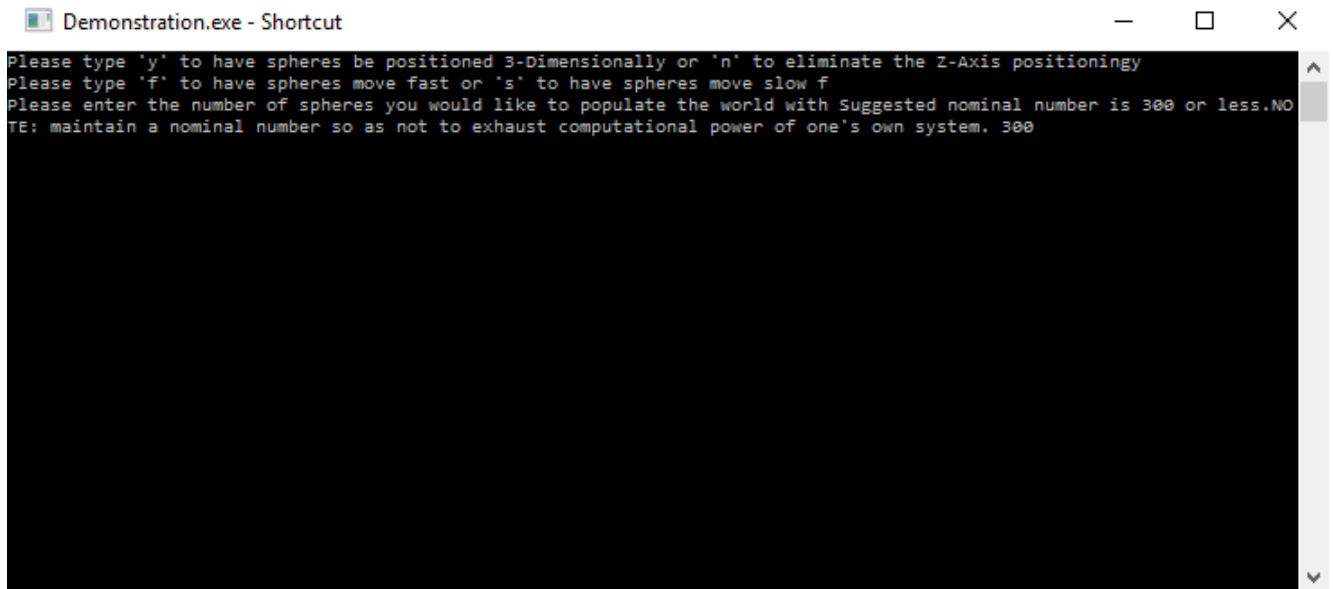 Demonstration.exe - Shortcut
Please type 'y' to have spheres be positioned 3-Dimensionally or 'n' to eliminate the Z-Axis positioningy
Please type 'f' to have spheres move fast or 's' to have spheres move slow f
Please enter the number of spheres you would like to populate the world with Suggested nominal number is 300 or less.NO
TE: maintain a nominal number so as not to exhaust computational power of one's own system. 300